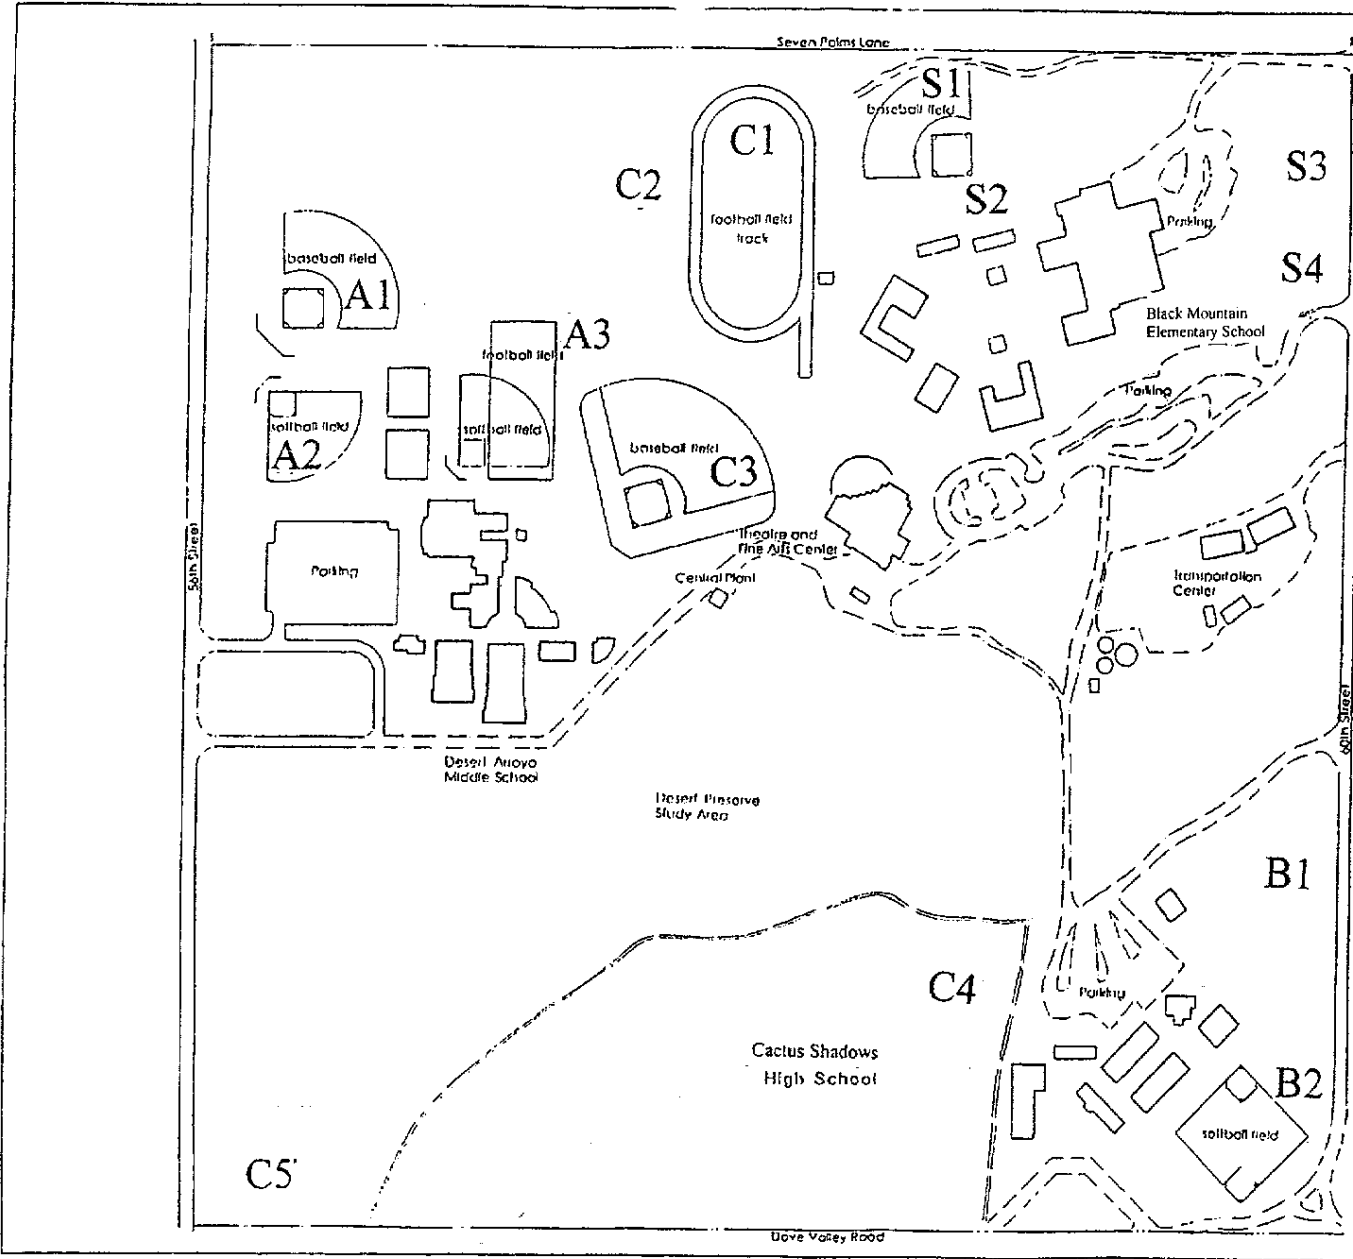 Seven Palms Lane
S1
baseball field
C1
C2
football field
track
S2
S3
Parking
S4
baseball field
A1
Black Mountain
Elementary School
A3
football field
Parking
softball field
A2
softball field
baseball field
C3
Theatre and
Fine Arts Center
56th Street
Parking
Central Plant
Transportation
Center
60th Street
Desert Arroyo
Middle School
Desert Preserve
Study Area
B1
C4
Parking
Cactus Shadows
High School
B2
softball field
C5
Dove Valley Road